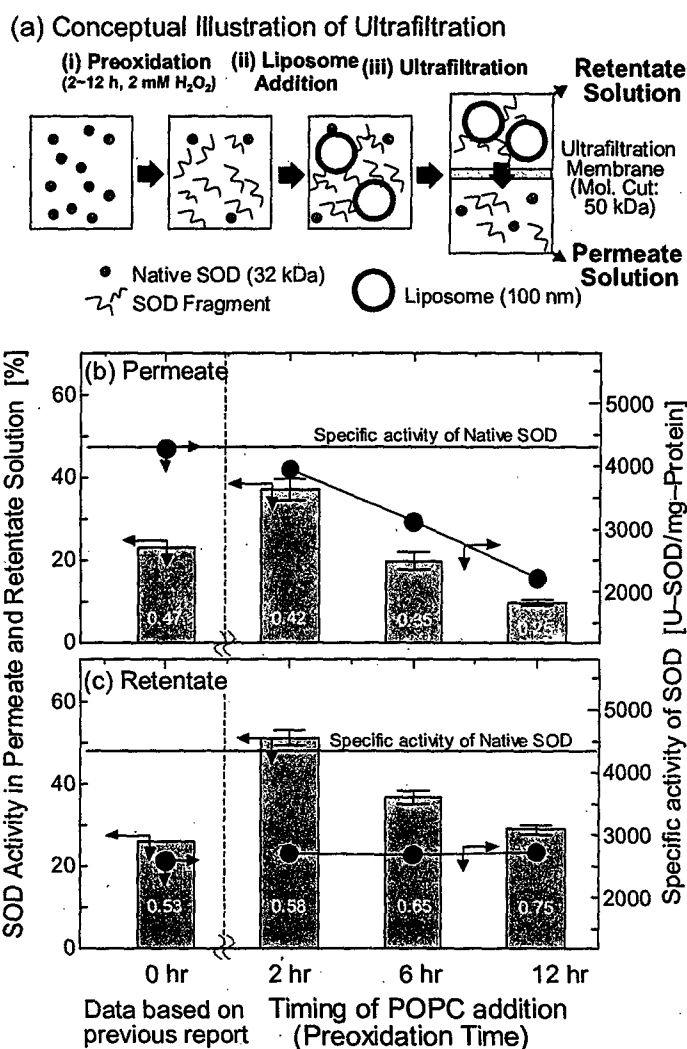 (a) Conceptual Illustration of Ultrafiltration
(i) Preoxidation
(2~12 h, 2 mM H₂O₂)
(ii) Liposome
Addition
(iii) Ultrafiltration
Retentate
Solution
Ultrafiltration
Membrane
(Mol. Cut:
50 kDa)
Permeate
Solution
Native SOD (32 kDa)
SOD Fragment
Liposome (100 nm)
SOD Activity in Permeate and Retentate Solution [%]
(b) Permeate
Specific activity of Native SOD
60
40
20
0
5000
4000
3000
2000
0.47
0.42
0.35
0.25
(c) Retentate
Specific activity of Native SOD
60
40
20
0
5000
4000
3000
2000
0.53
0.58
0.65
0.75
Specific activity of SOD [U–SOD/mg–Protein]
0 hr 2 hr 6 hr 12 hr
Data based on
previous report
Timing of POPC addition
(Preoxidation Time)